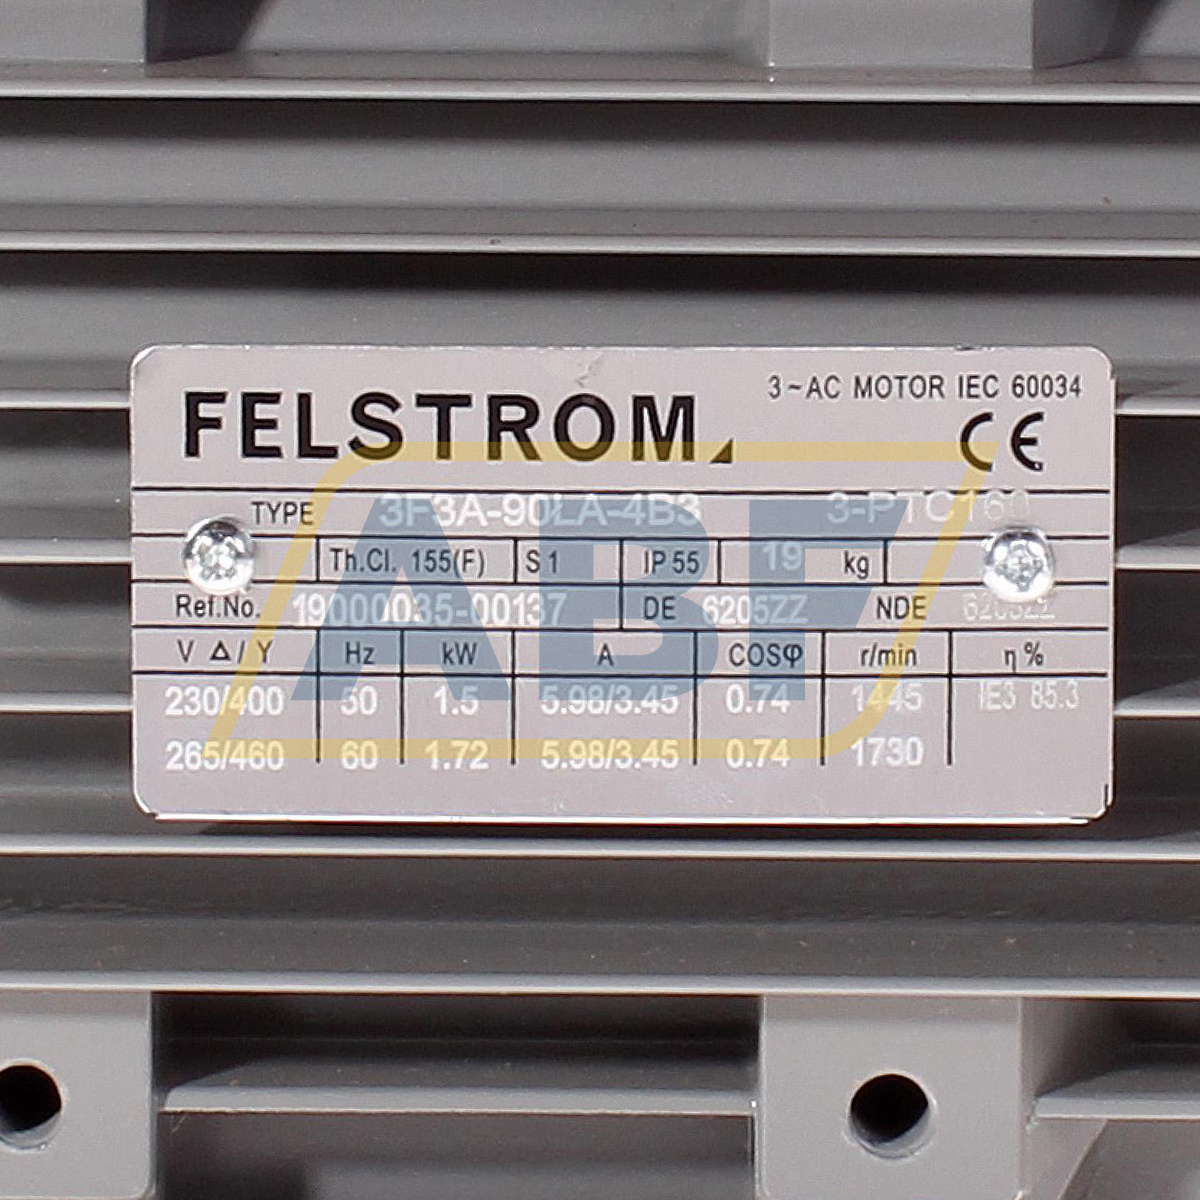 FELSTROM
3~AC MOTOR IEC 60034
CE
TYPE 3F3A-90LA-4B3 3-PTC160
Th.Cl. 155(F) S1 IP 55 19 kg
Ref.No. 19000035-00137 DE 6205ZZ NDE 6205ZZ
V Δ/Y Hz kW A COSφ r/min η%
230/400 50 1.5 5.98/3.45 0.74 1445 IE3 85.3
265/460 60 1.72 5.98/3.45 0.74 1730
ABF